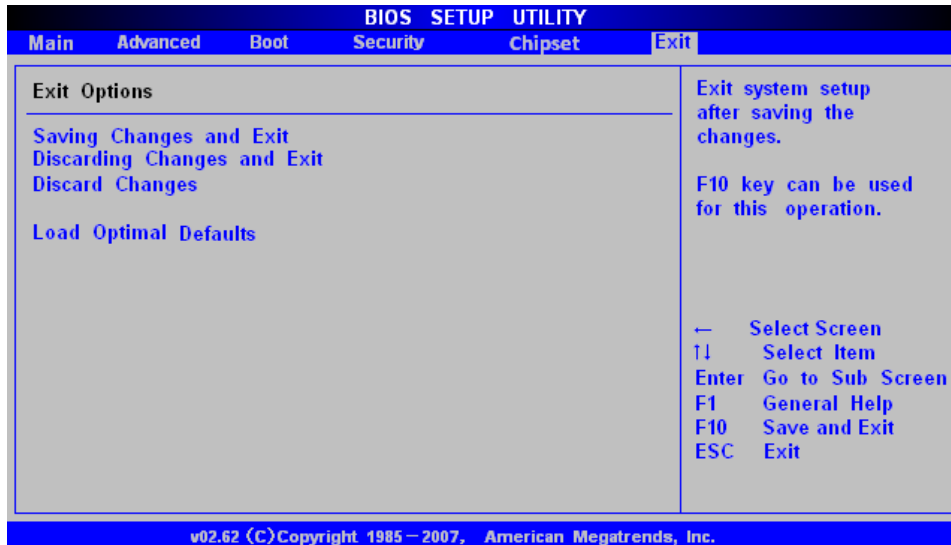 BIOS SETUP UTILITY
Main Advanced Boot Security Chipset Exit
Exit Options
Saving Changes and Exit
Discarding Changes and Exit
Discard Changes
Load Optimal Defaults
Exit system setup
after saving the
changes.
F10 key can be used
for this operation.
← Select Screen
↑↓ Select Item
Enter Go to Sub Screen
F1 General Help
F10 Save and Exit
ESC Exit
v02.62 (C)Copyright 1985-2007, American Megatrends, Inc.